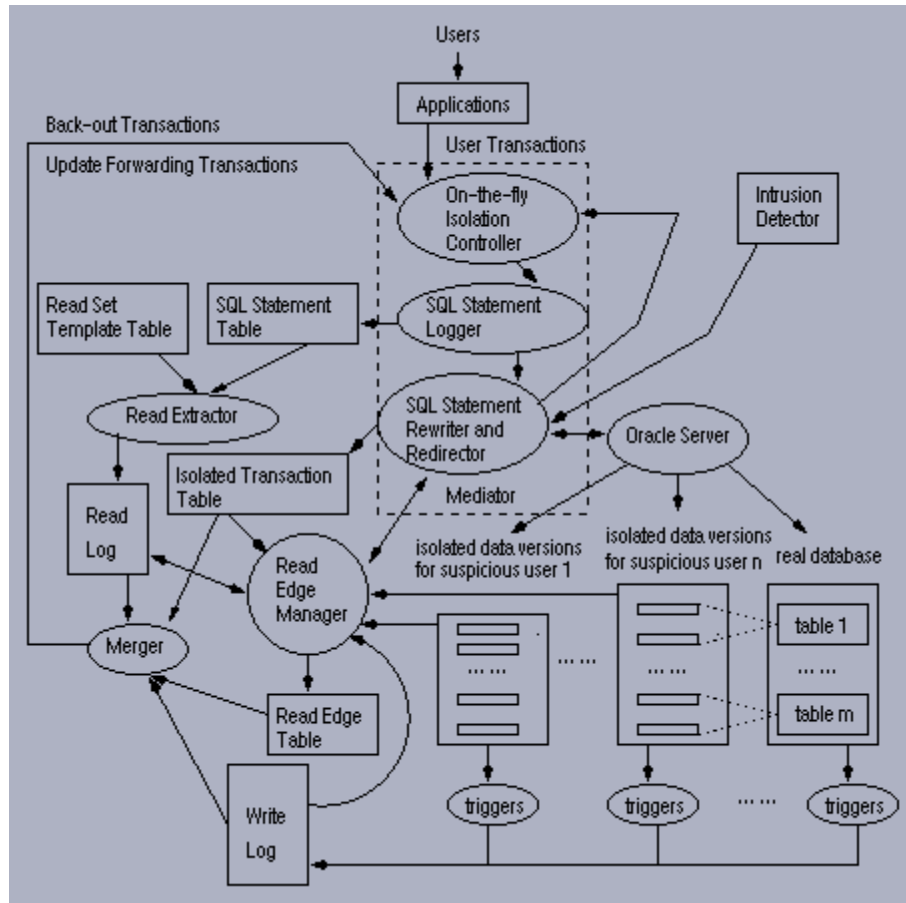 Users
Applications
Back-out Transactions
User Transactions
Update Forwarding Transactions
On-the-fly
Isolation
Controller
Intrusion
Detector
Read Set
Template Table
SQL Statement
Table
SQL Statement
Logger
Read Extractor
SQL Statement
Rewriter and
Redirector
Oracle Server
Isolated Transaction
Table
Mediator
Read
Log
isolated data versions
for suspicious user 1
isolated data versions
for suspicious user n
real database
Read
Edge
Manager
Merger
table 1
... ...
... ...
... ...
... ...
table m
Read Edge
Table
triggers
triggers
... ...
triggers
Write
Log